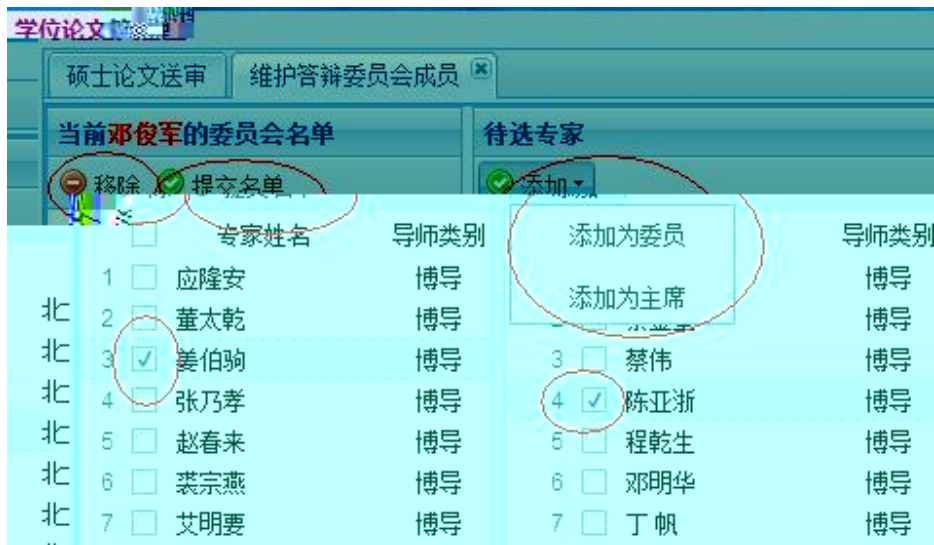 学位论文
硕士论文送审 维护答辩委员会成员
当前邓俊军的委员会名单 待选专家
移除 提交名单 添加
专家姓名 导师类别 添加为委员 导师类别
1 应隆安 博导 博导
添加为主席
北 2 董太乾 博导 博导
北 3 姜伯驹 博导 3 蔡伟 博导
北 4 张乃孝 博导 4 陈亚浙 博导
北 5 赵春来 博导 5 程乾生 博导
北 6 裘宗燕 博导 6 邓明华 博导
北 7 艾明要 博导 7 丁帆 博导